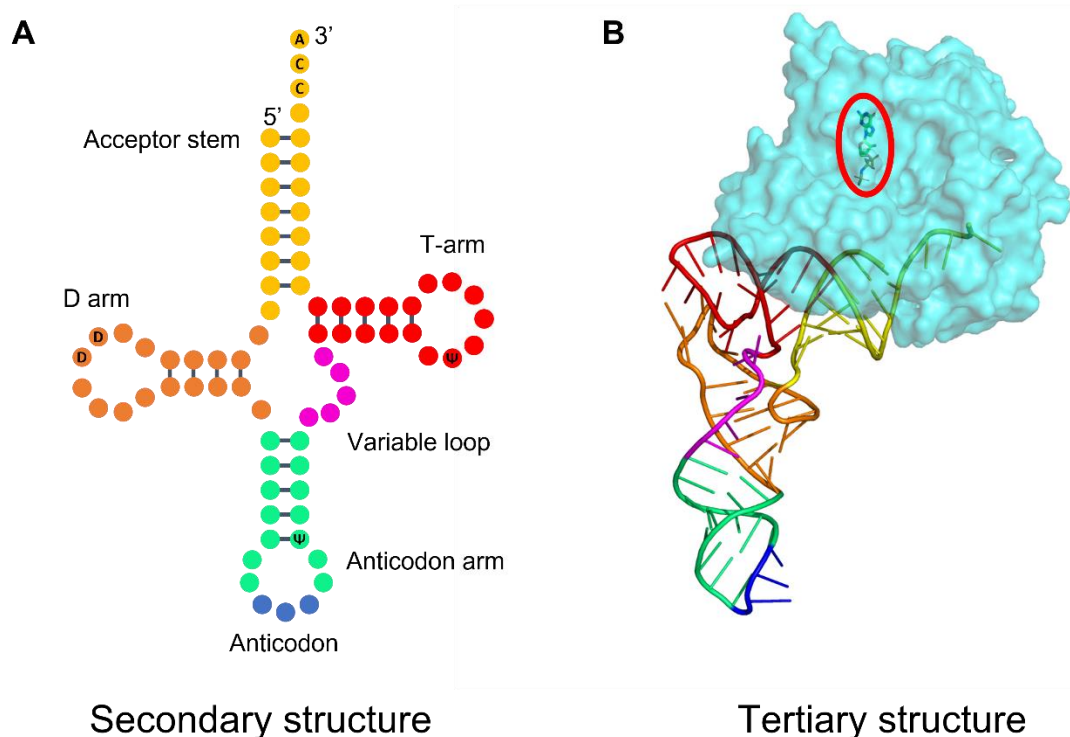 A
B
A 3’
C
C
5’
Acceptor stem
T-arm
D arm
D
D
Ψ
Variable loop
Ψ
Anticodon arm
Anticodon
Secondary structure
Tertiary structure